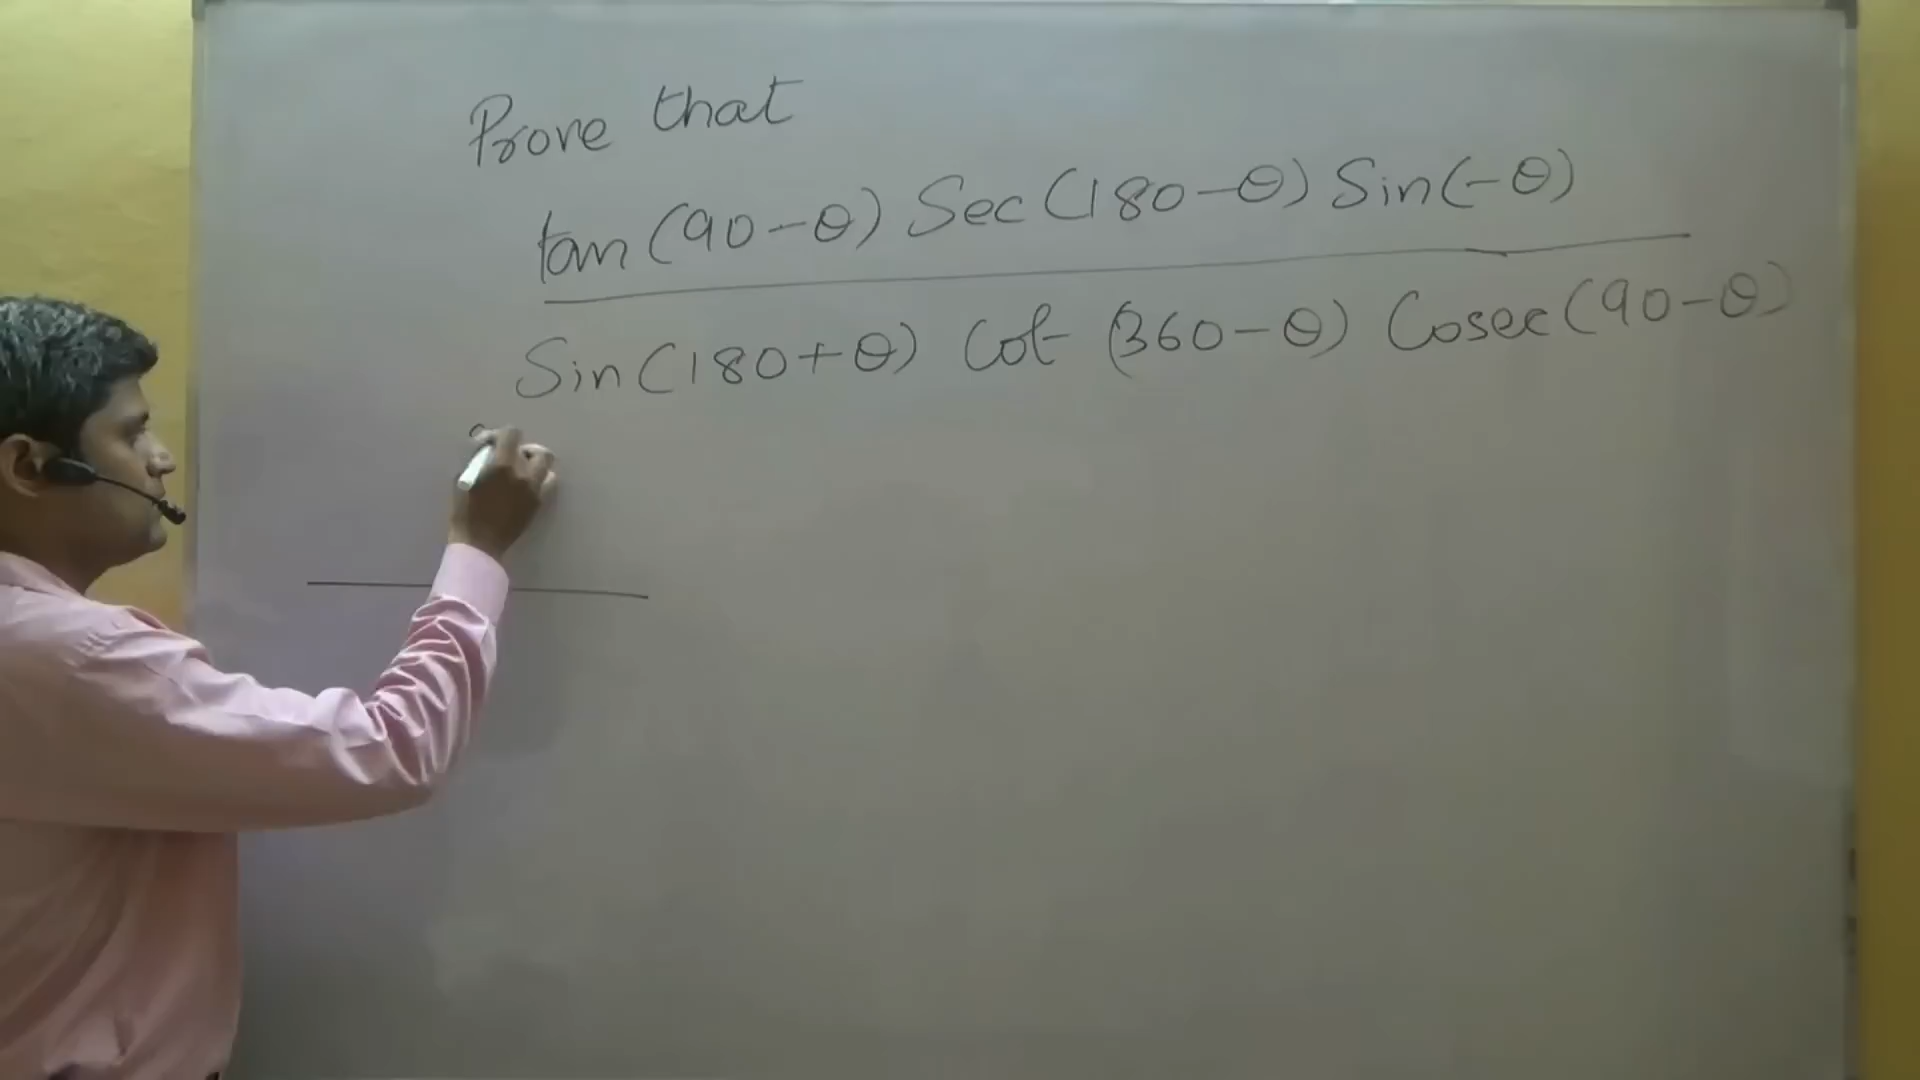 Prove that
tan (90-θ) Sec (180-θ) Sin(-θ)
Sin (180+θ) Cot (360-θ) Cosec (90-θ)